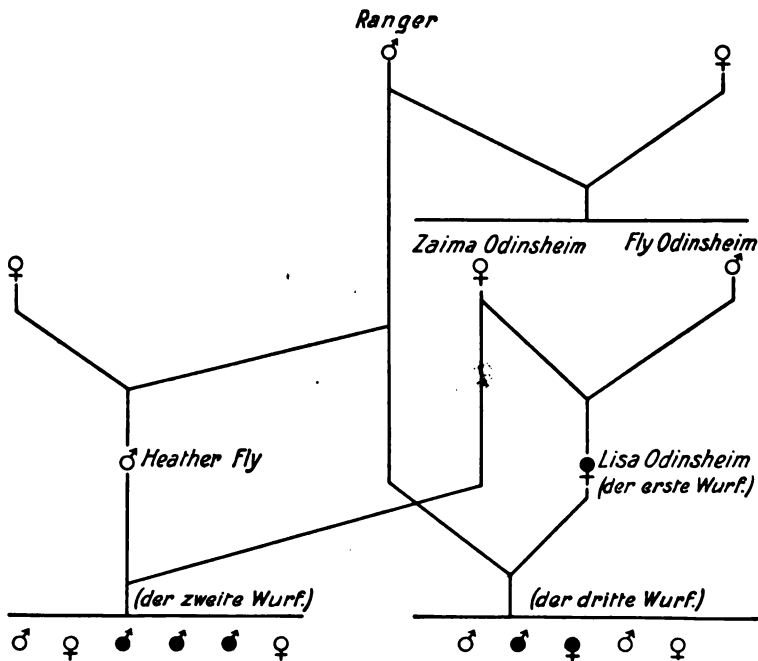 Ranger
Zaima Odinsheim
Fly Odinsheim
Heather Fly
Lisa Odinsheim
(der erste Wurf.)
(der zweite Wurf.)
(der dritte Wurf.)